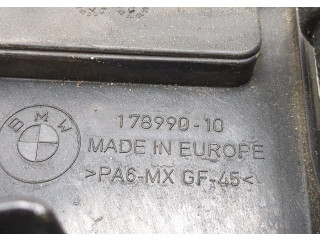 BMW
178990-10
MADE IN EUROPE
>PA6-MX GF-45<